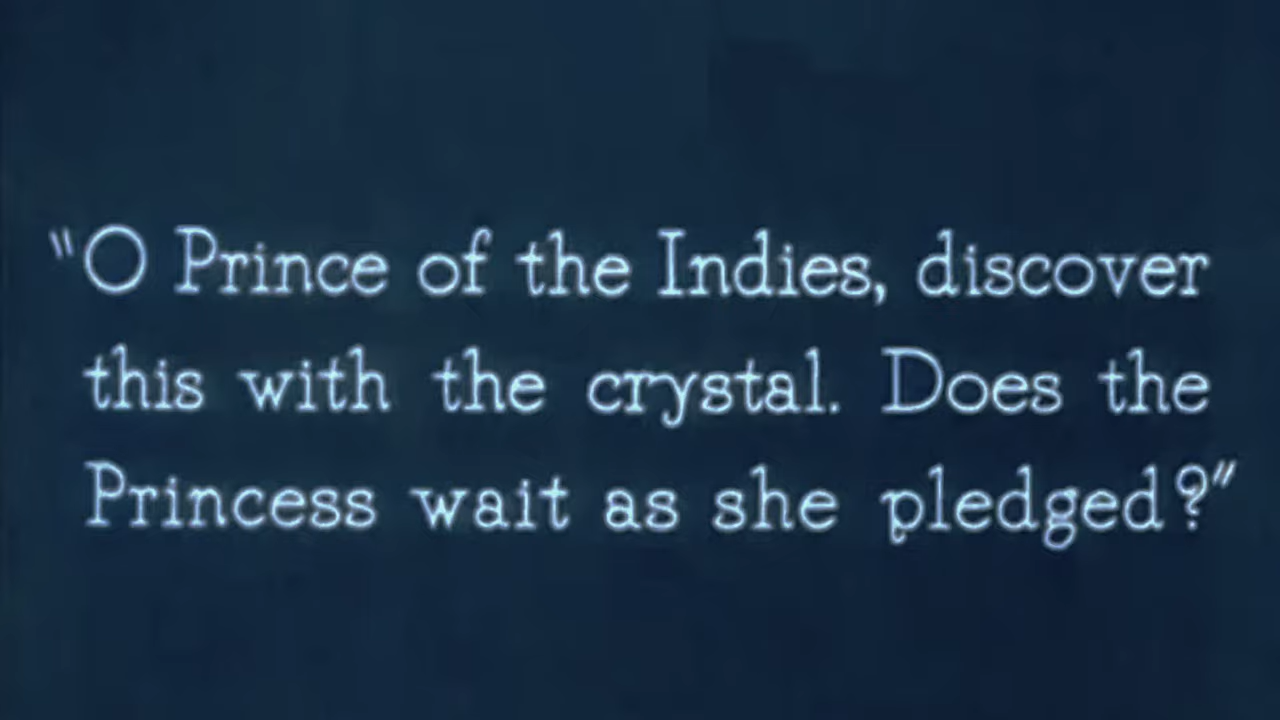 "O Prince of the Indies, discover
this with the crystal. Does the
Princess wait as she pledged?"